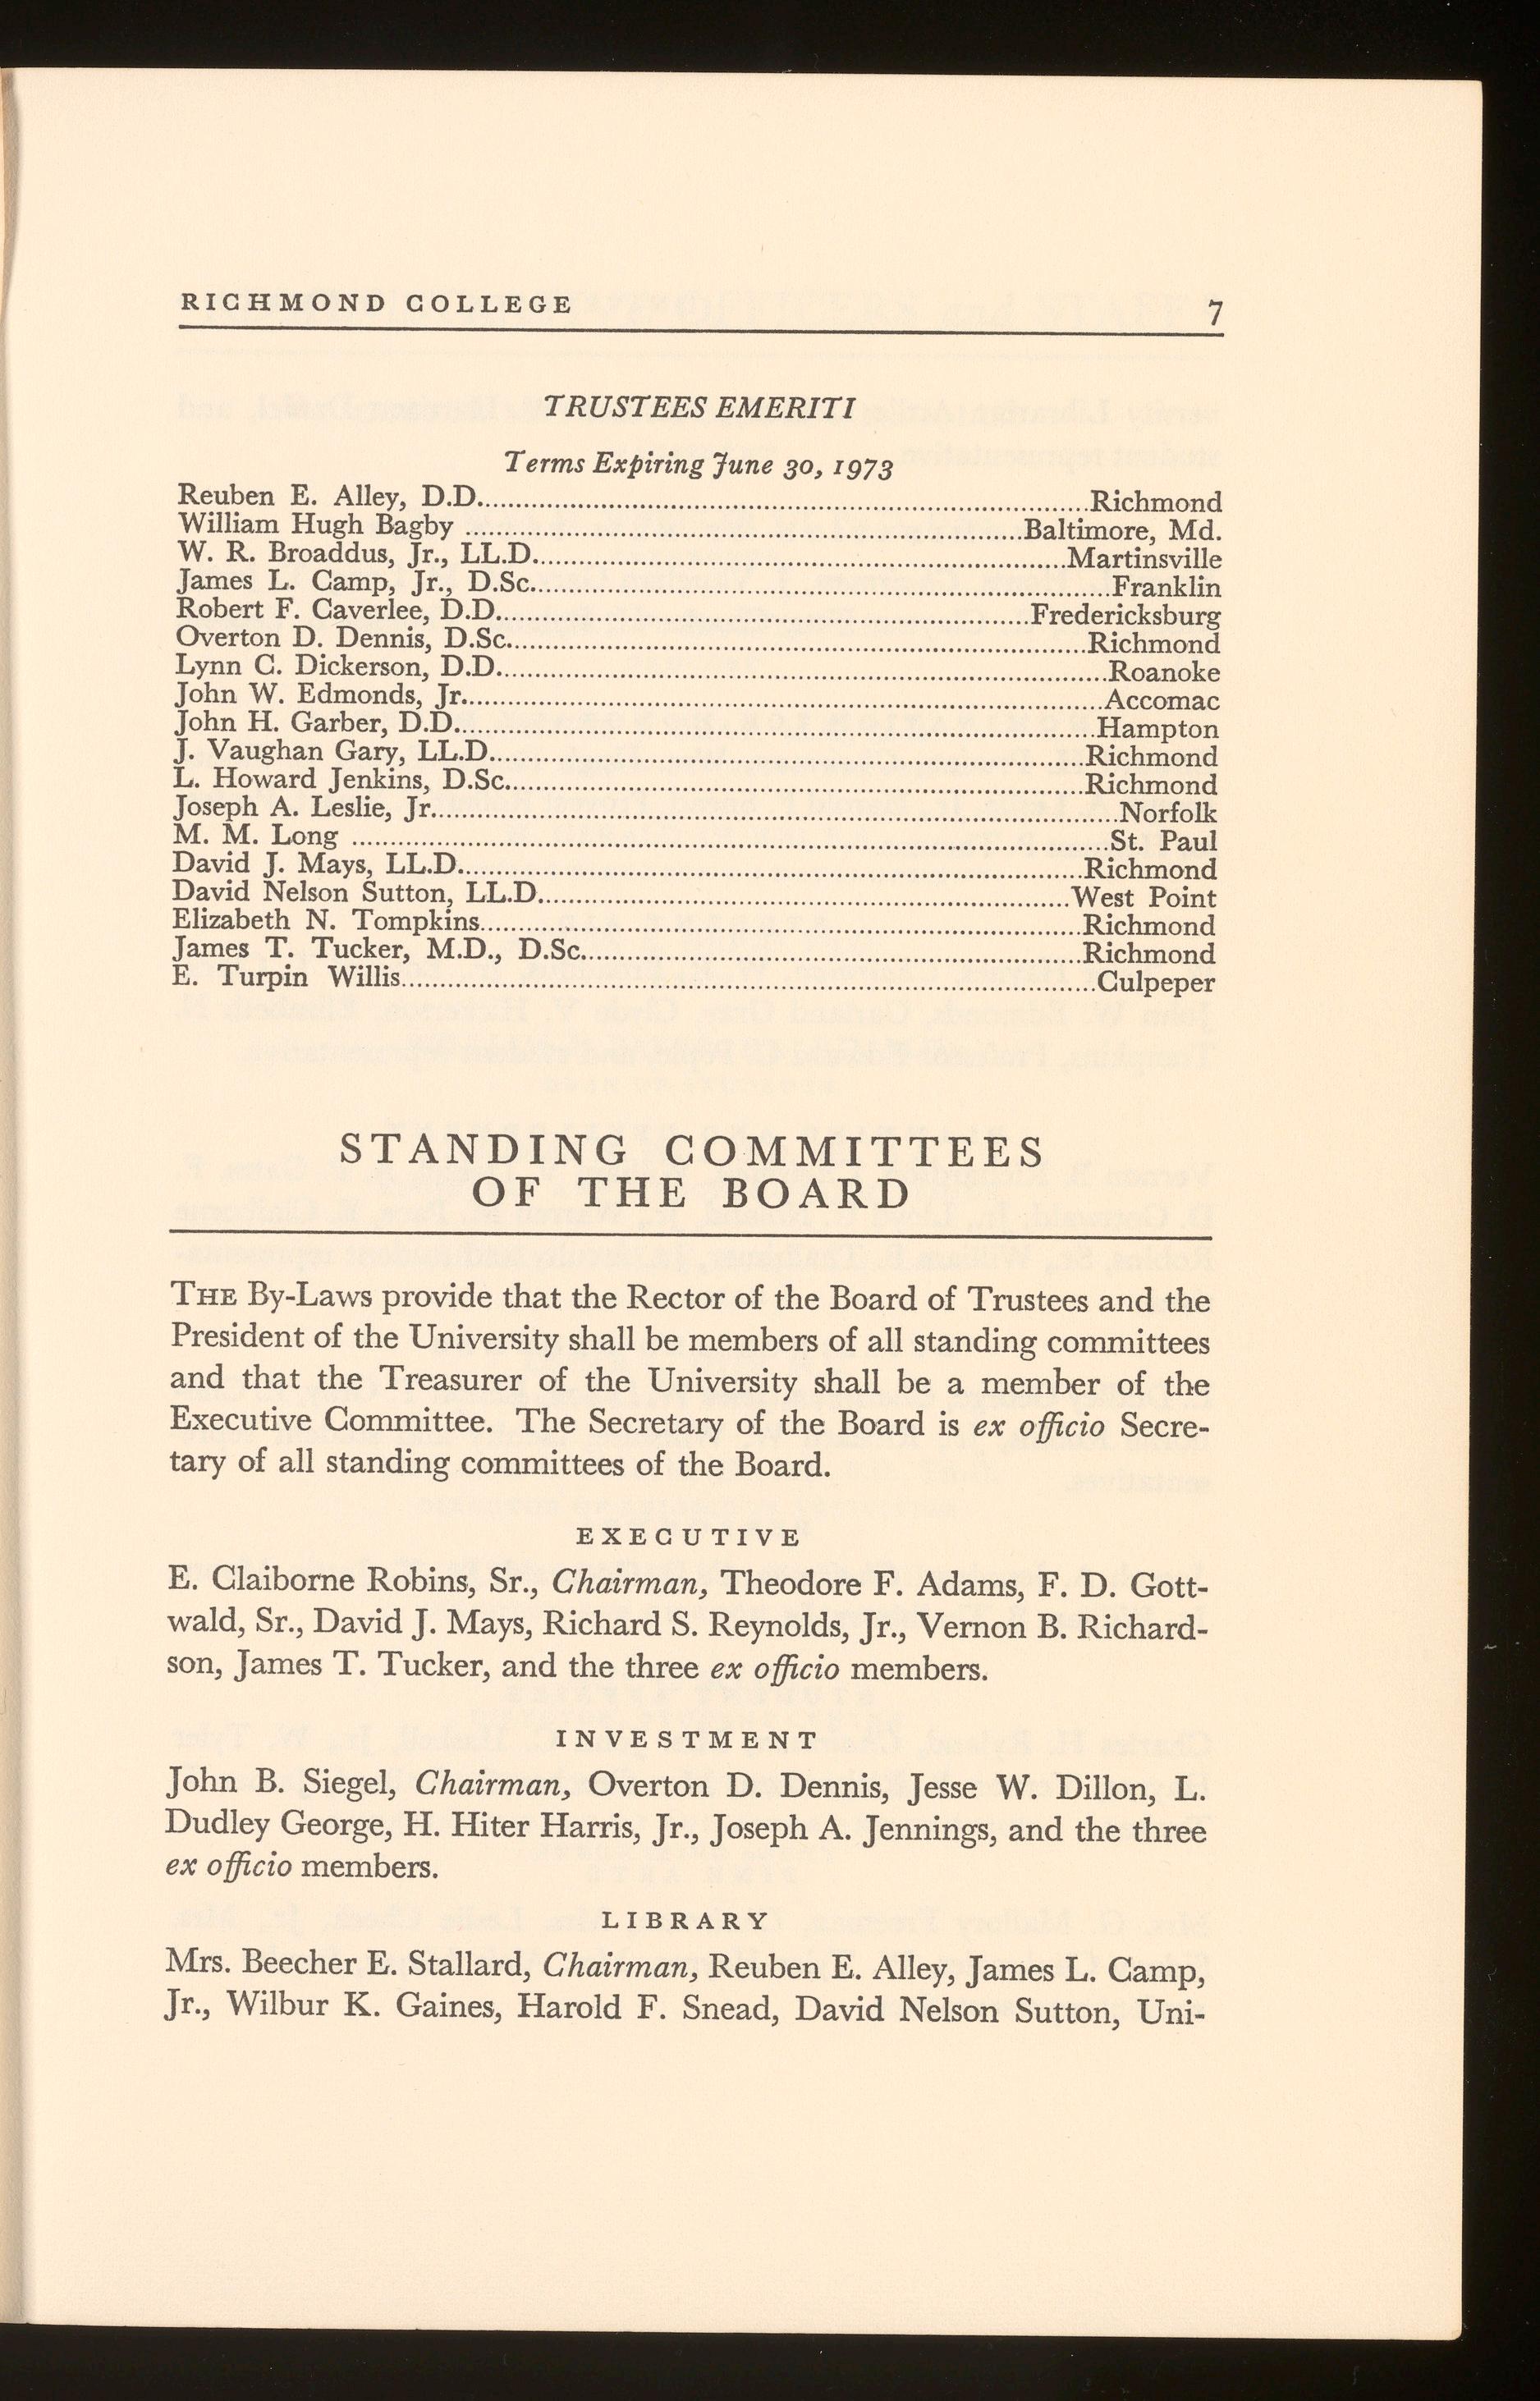 RICHMOND COLLEGE 7
TRUSTEES EMERITI
Terms Expiring June 30, 1973
Reuben E. Alley, D.D. Richmond
William Hugh Bagby Baltimore, Md.
W. R. Broaddus, Jr., LL.D. Martinsville
James L. Camp, Jr., D.Sc. Franklin
Robert F. Caverlee, D.D. Fredericksburg
Overton D. Dennis, D.Sc. Richmond
Lynn C. Dickerson, D.D. Roanoke
John W. Edmonds, Jr. Accomac
John H. Garber, D.D. Hampton
J. Vaughan Gary, LL.D. Richmond
L. Howard Jenkins, D.Sc. Richmond
Joseph A. Leslie, Jr. Norfolk
M. M. Long St. Paul
David J. Mays, LL.D. Richmond
David Nelson Sutton, LL.D. West Point
Elizabeth N. Tompkins Richmond
James T. Tucker, M.D., D.Sc. Richmond
E. Turpin Willis Culpeper
STANDING COMMITTEES
OF THE BOARD
THE By-Laws provide that the Rector of the Board of Trustees and the
President of the University shall be members of all standing committees
and that the Treasurer of the University shall be a member of the
Executive Committee. The Secretary of the Board is ex officio Secre-
tary of all standing committees of the Board.
EXECUTIVE
E. Claiborne Robins, Sr., Chairman, Theodore F. Adams, F. D. Gott-
wald, Sr., David J. Mays, Richard S. Reynolds, Jr., Vernon B. Richard-
son, James T. Tucker, and the three ex officio members.
INVESTMENT
John B. Siegel, Chairman, Overton D. Dennis, Jesse W. Dillon, L.
Dudley George, H. Hiter Harris, Jr., Joseph A. Jennings, and the three
ex officio members.
LIBRARY
Mrs. Beecher E. Stallard, Chairman, Reuben E. Alley, James L. Camp,
Jr., Wilbur K. Gaines, Harold F. Snead, David Nelson Sutton, Uni-